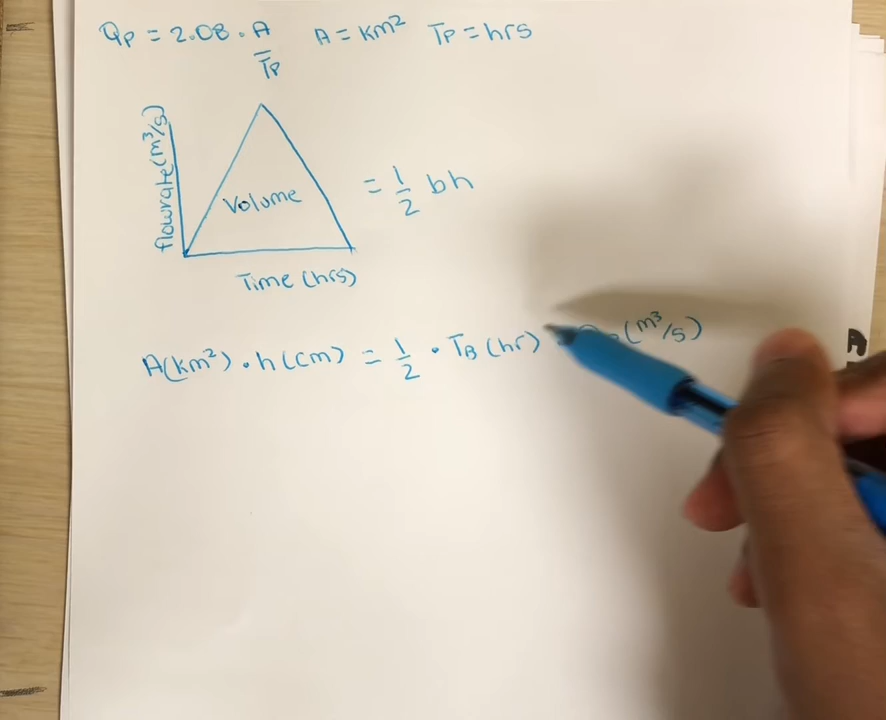 Qp = 2.08 · A/Tp   A = km²   Tp = hrs
flowrate (m³/s)
Volume
= 1/2 bh
Time (hrs)
A(km²) · h(cm) = 1/2 · TB (hr) (m³/s)